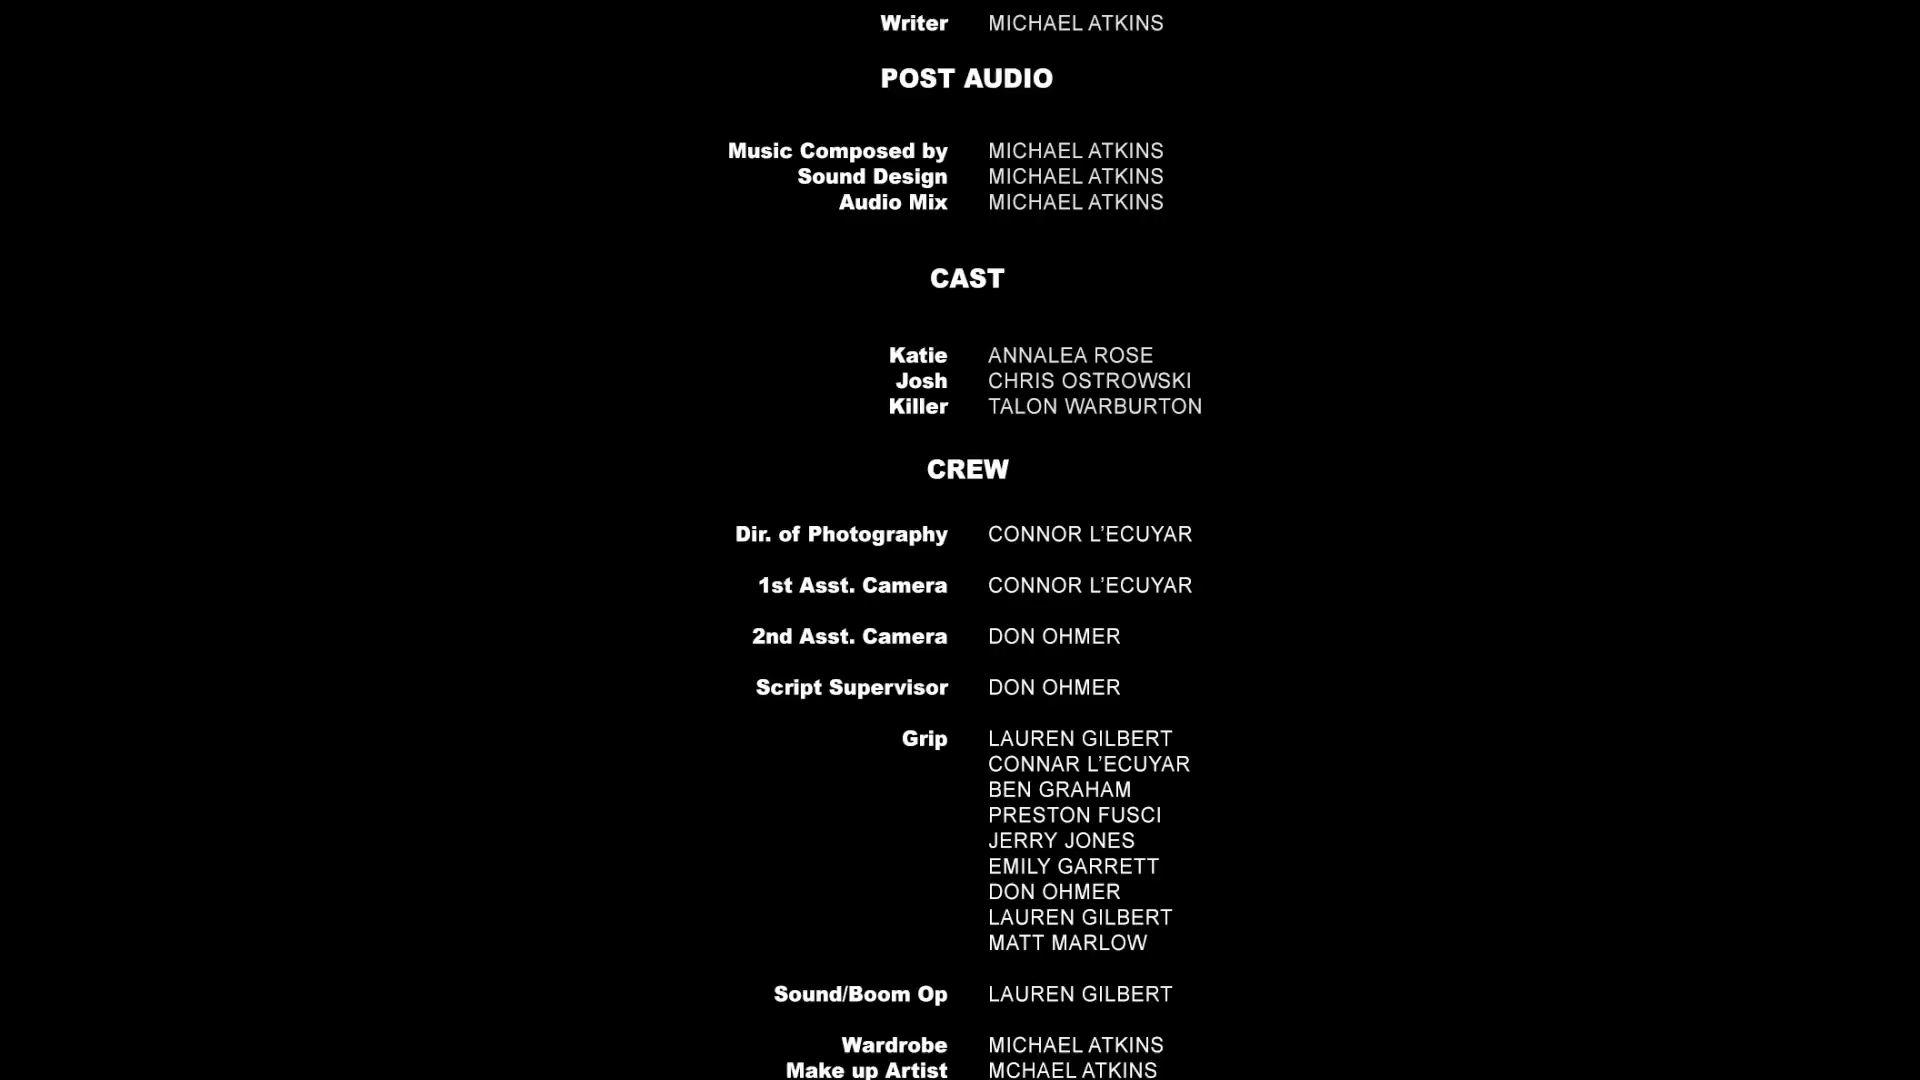 Writer MICHAEL ATKINS
POST AUDIO
Music Composed by MICHAEL ATKINS
Sound Design MICHAEL ATKINS
Audio Mix MICHAEL ATKINS
CAST
Katie ANNALEA ROSE
Josh CHRIS OSTROWSKI
Killer TALON WARBURTON
CREW
Dir. of Photography CONNOR L’ECUYAR
1st Asst. Camera CONNOR L’ECUYAR
2nd Asst. Camera DON OHMER
Script Supervisor DON OHMER
Grip LAUREN GILBERT
CONNAR L’ECUYAR
BEN GRAHAM
PRESTON FUSCI
JERRY JONES
EMILY GARRETT
DON OHMER
LAUREN GILBERT
MATT MARLOW
Sound/Boom Op LAUREN GILBERT
Wardrobe MICHAEL ATKINS
Make up Artist MCHAEL ATKINS